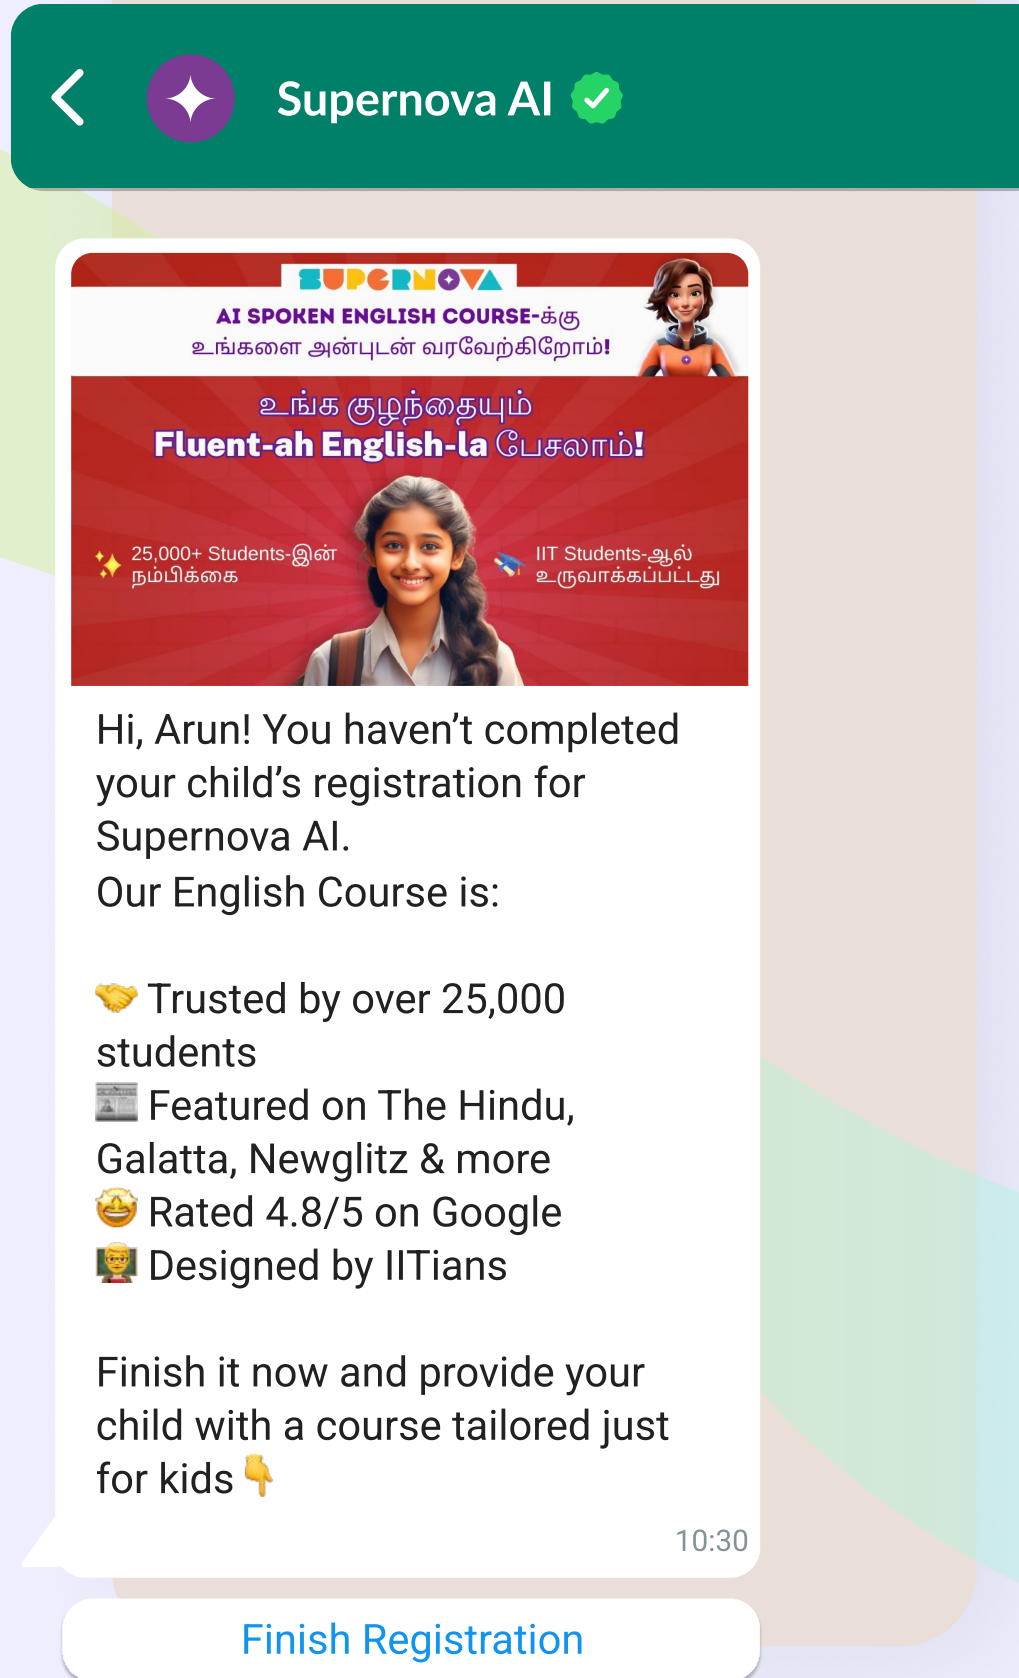 Supernova AI
SUPERNOVA
AI SPOKEN ENGLISH COURSE-க்கு
உங்களை அன்புடன் வரவேற்கிறோம்!
உங்க குழந்தையும்
Fluent-ah English-la பேசலாம்!
25,000+ Students-இன்
நம்பிக்கை
IIT Students-ஆல்
உருவாக்கப்பட்டது
Hi, Arun! You haven’t completed
your child’s registration for
Supernova AI.
Our English Course is:
🤝 Trusted by over 25,000
students
📰 Featured on The Hindu,
Galatta, Newglitz & more
🤩 Rated 4.8/5 on Google
👨‍🏫 Designed by IITians
Finish it now and provide your
child with a course tailored just
for kids👇
10:30
Finish Registration